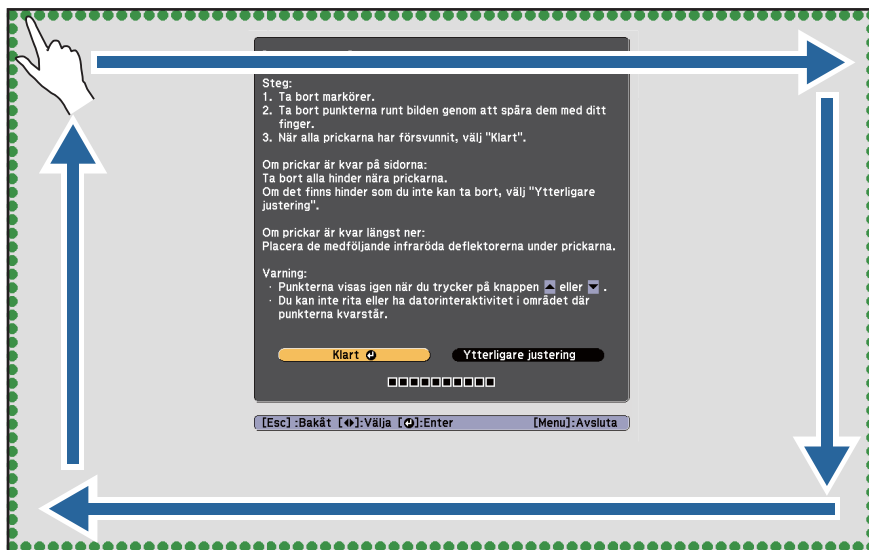 Steg:
1. Ta bort markörer.
2. Ta bort punkterna runt bilden genom att spåra dem med ditt
finger.
3. När alla prickarna har försvunnit, välj "Klart".
Om prickar är kvar på sidorna:
Ta bort alla hinder nära prickarna.
Om det finns hinder som du inte kan ta bort, välj "Ytterligare
justering".
Om prickar är kvar längst ner:
Placera de medföljande infraröda deflektorerna under prickarna.
Varning:
· Punkterna visas igen när du trycker på knappen ▲ eller ▼ .
· Du kan inte rita eller ha datorinteraktivitet i området där
punkterna kvarstår.
Klart Ytterligare justering
[Esc] :Bakåt [◆]:Välja [↵]:Enter [Menu]:Avsluta